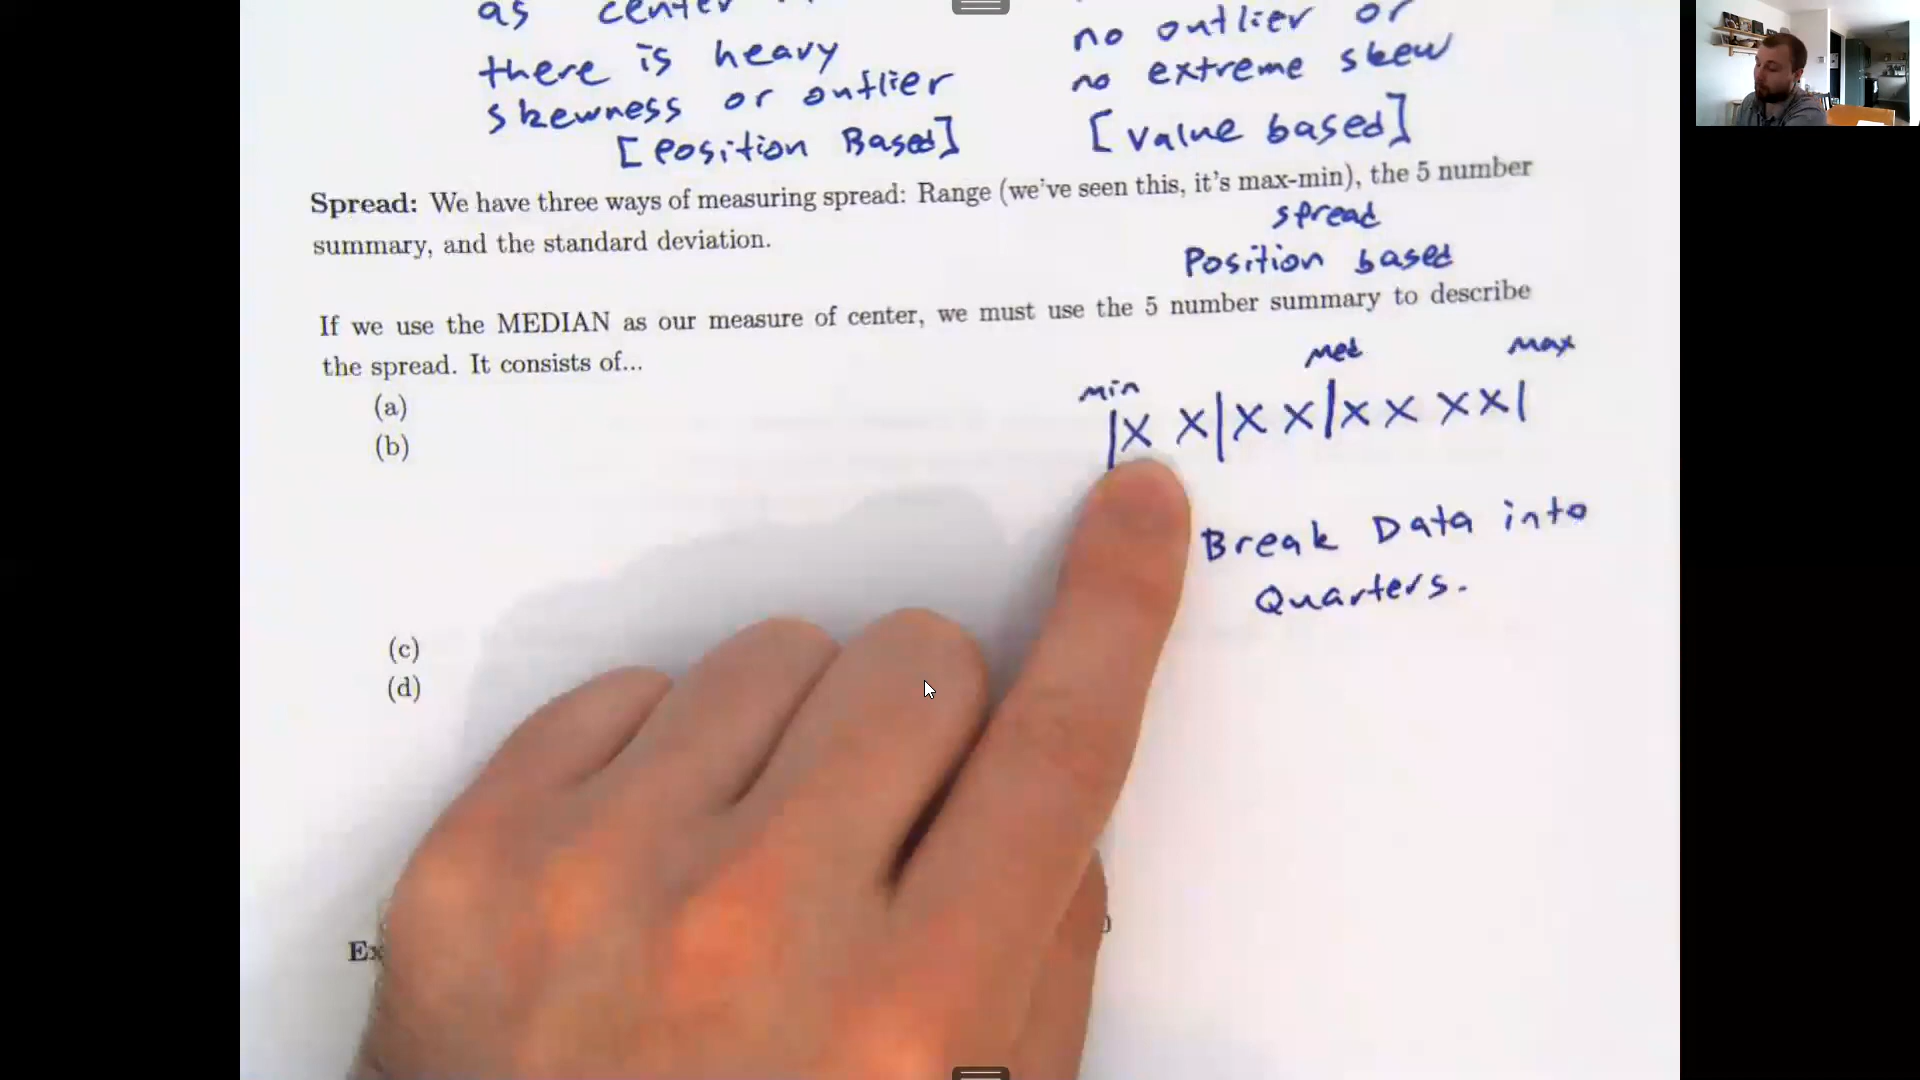 as center
there is heavy
skewness or outlier
[Position Based]
no outlier or
no extreme skew
[value based]
Spread: We have three ways of measuring spread: Range (we've seen this, it's max-min), the 5 number
summary, and the standard deviation.
spread
Position based
If we use the MEDIAN as our measure of center, we must use the 5 number summary to describe
the spread. It consists of...
(a)
(b)
min med max
|X X|X X|X X X X|
Break Data into
Quarters.
(c)
(d)
Ex